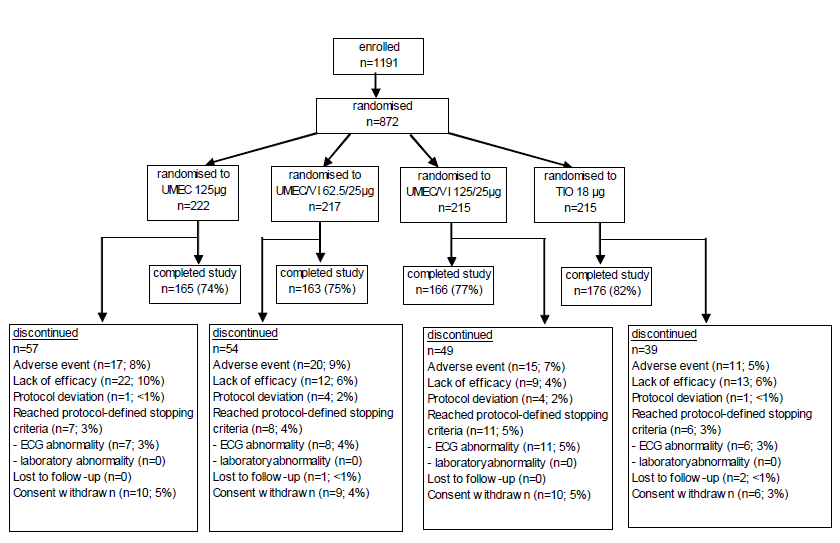 enrolled
n=1191
randomised
n=872
randomised to
UMEC 125µg
n=222
randomised to
UMEC/VI 62.5/25µg
n=217
randomised to
UMEC/VI 125/25µg
n=215
randomised to
TIO 18 µg
n=215
completed study
n=165 (74%)
completed study
n=163 (75%)
completed study
n=166 (77%)
completed study
n=176 (82%)
discontinued
n=57
Adverse event (n=17; 8%)
Lack of efficacy (n=22; 10%)
Protocol deviation (n=1; <1%)
Reached protocol-defined stopping
criteria (n=7; 3%)
- ECG abnormality (n=7; 3%)
- laboratory abnormality (n=0)
Lost to follow-up (n=0)
Consent withdrawn (n=10; 5%)
discontinued
n=54
Adverse event (n=20; 9%)
Lack of efficacy (n=12; 6%)
Protocol deviation (n=4; 2%)
Reached protocol-defined stopping
criteria (n=8; 4%)
- ECG abnormality (n=8; 4%)
- laboratoryabnormality (n=0)
Lost to follow-up (n=1; <1%)
Consent withdrawn (n=9; 4%)
discontinued
n=49
Adverse event (n=15; 7%)
Lack of efficacy (n=9; 4%)
Protocol deviation (n=4; 2%)
Reached protocol-defined stopping
criteria (n=11; 5%)
- ECG abnormality (n=11; 5%)
- laboratoryabnormality (n=0)
Lost to follow-up (n=0)
Consent withdrawn (n=10; 5%)
discontinued
n=39
Adverse event (n=11; 5%)
Lack of efficacy (n=13; 6%)
Protocol deviation (n=1; <1%)
Reached protocol-defined stopping
criteria (n=6; 3%)
- ECG abnormality (n=6; 3%)
- laboratoryabnormality (n=0)
Lost to follow-up (n=2; <1%)
Consent withdrawn (n=6; 3%)